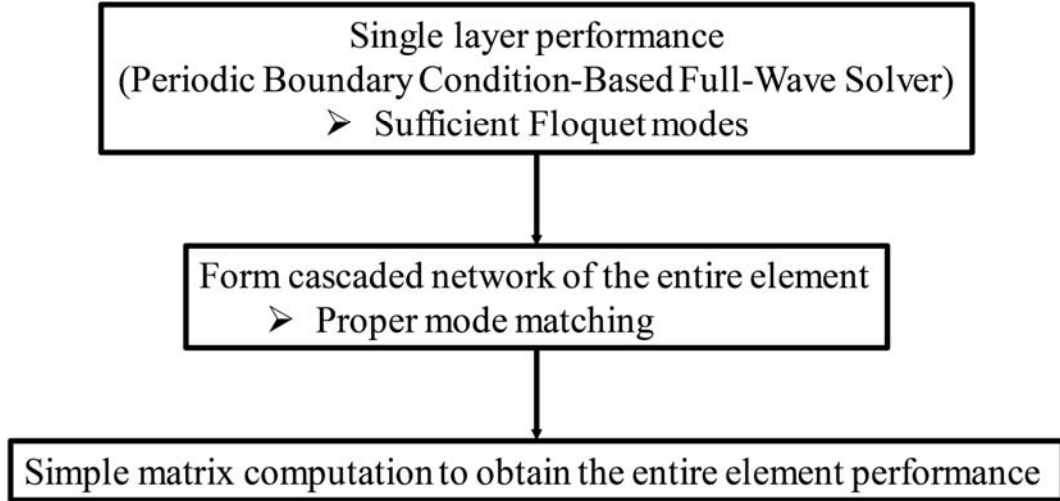 Single layer performance
(Periodic Boundary Condition-Based Full-Wave Solver)
➤ Sufficient Floquet modes
Form cascaded network of the entire element
➤ Proper mode matching
Simple matrix computation to obtain the entire element performance